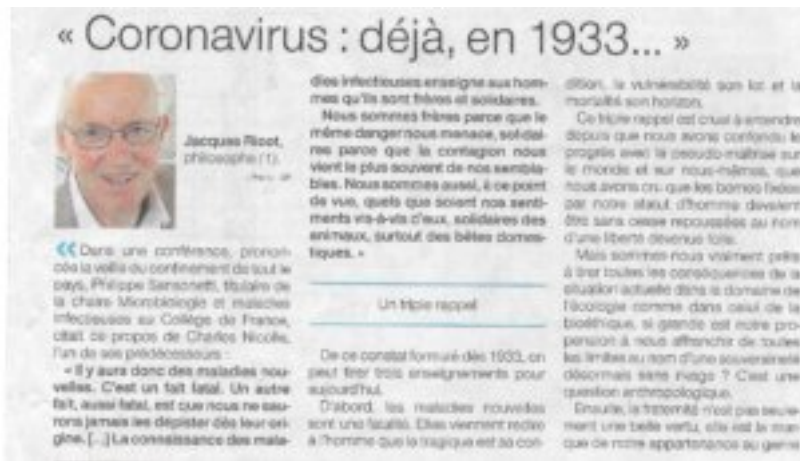 « Coronavirus : déjà, en 1933... »
Jacques Ricot,
philosophe (1).
« Dans une conférence, pronon-
cée la veille du confinement de tout le
pays, Philippe Sansonetti, titulaire de
la chaire Microbiologie et maladies
infectieuses au Collège de France,
citait ce propos de Charles Nicolle,
l'un de ses prédécesseurs :
« Il y aura donc des maladies nou-
velles. C'est un fait fatal. Un autre
fait, aussi fatal, est que nous ne sau-
rons jamais les dépister dès leur ori-
gine. [...] La connaissance des mala-
dies infectieuses enseigne aux hom-
mes qu'ils sont frères et solidaires.
Nous sommes frères parce que le
même danger nous menace, solidai-
res parce que la contagion nous
vient le plus souvent de nos sembla-
bles. Nous sommes aussi, à ce point
de vue, quels que soient nos senti-
ments vis-à-vis d'eux, solidaires des
animaux, surtout des bêtes domes-
tiques. »
Un triple rappel
De ce constat formulé dès 1933, on
peut tirer trois enseignements pour
aujourd'hui.
D'abord, les maladies nouvelles
sont une fatalité. Elles viennent redire
à l'homme que le tragique est sa con-
dition, la vulnérabilité son lot et la
mortalité son horizon.
Ce triple rappel est cruel à entendre
depuis que nous avons confondu le
progrès avec la pseudo-maîtrise sur
le monde et sur nous-mêmes, que
nous avons cru que les bornes fixées
par notre statut d'homme devaient
être sans cesse repoussées au nom
d'une liberté devenue folle.
Mais sommes-nous vraiment prêts
à tirer toutes les conséquences de la
situation actuelle dans le domaine de
l'écologie comme dans celui de la
bioéthique, si grande est notre pro-
pension à nous affranchir de toutes
les limites au nom d'une souveraineté
désormais sans rivage ? C'est une
question anthropologique.
Ensuite, la fraternité n'est pas seule-
ment une belle vertu, elle est la mar-
que de notre appartenance au genre